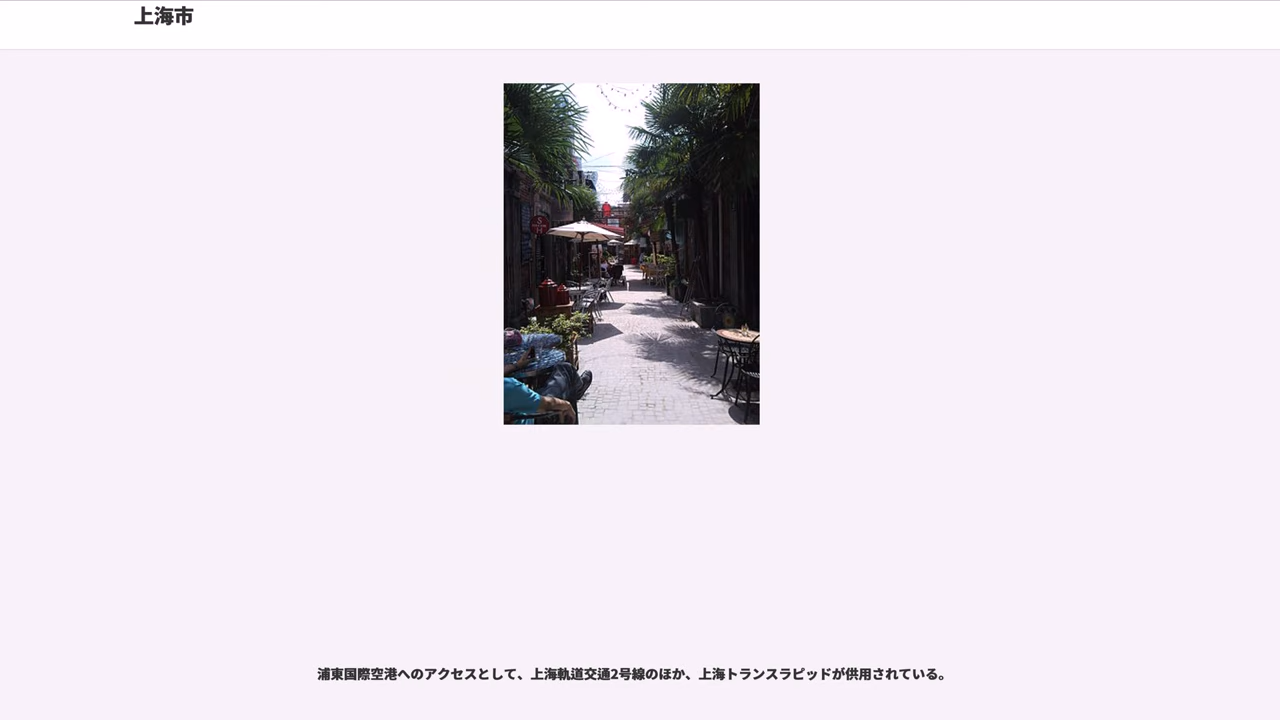 上海市
浦東国際空港へのアクセスとして、上海軌道交通2号線のほか、上海トランスラピッドが供用されている。